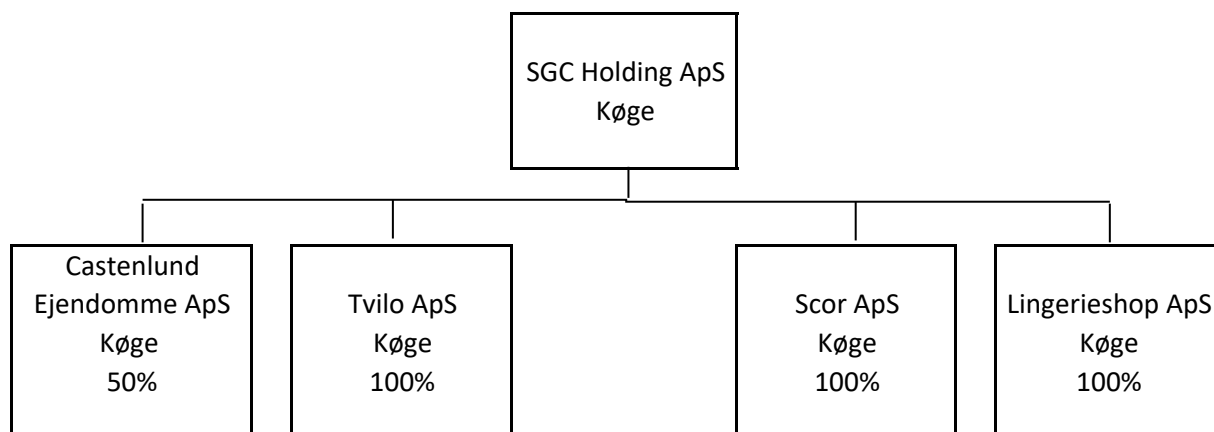 SGC Holding ApS
Køge
Castenlund
Ejendomme ApS
Køge
50%
Tvilo ApS
Køge
100%
Scor ApS
Køge
100%
Lingerieshop ApS
Køge
100%